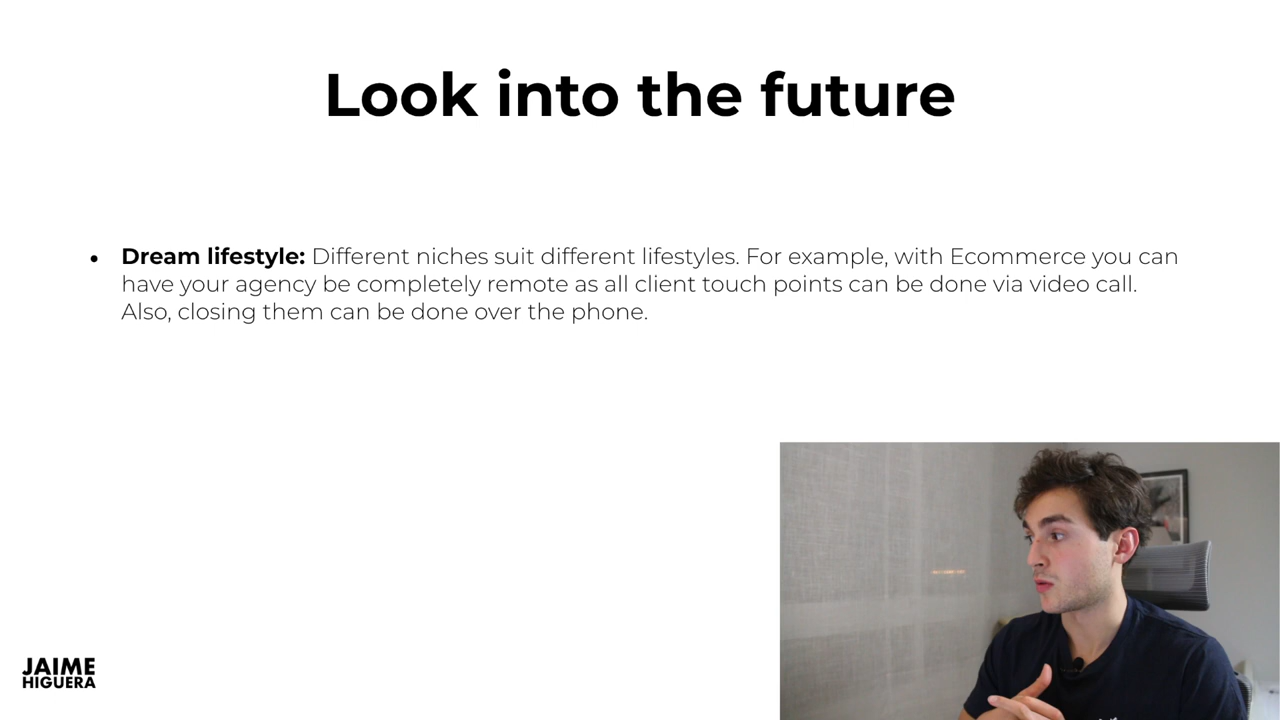 Look into the future
• Dream lifestyle: Different niches suit different lifestyles. For example, with Ecommerce you can
have your agency be completely remote as all client touch points can be done via video call.
Also, closing them can be done over the phone.
JAIME
HIGUERA